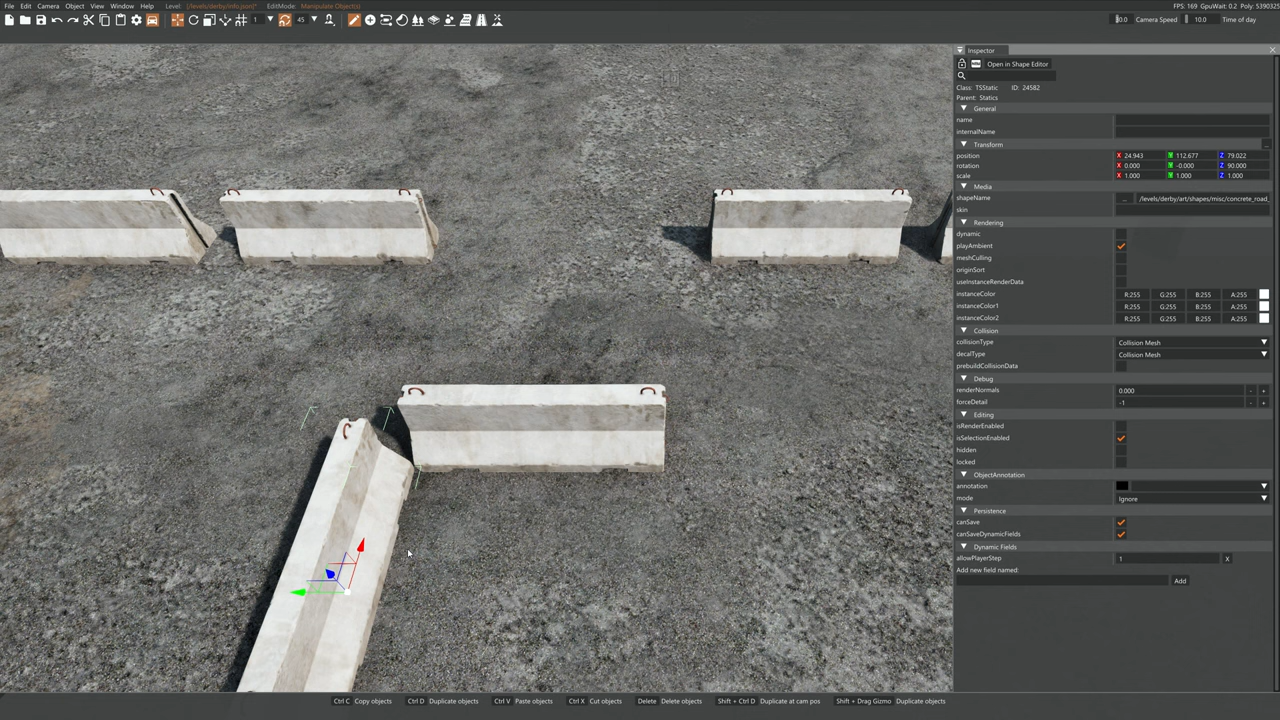 File Edit Camera Object View Window Help Level: [/levels/derby/info.json]* EditMode: Manipulate Object(s) FPS: 169 GpuWait: 0.2 Poly: 5390325
1 45 Camera Speed 10.0 Time of day
Inspector
Open in Shape Editor
Class: TSStatic ID: 24582
Parent: Statics
General
name
internalName
Transform ...
position X 24.943 Y 112.677 Z 79.022
rotation X 0.000 Y -0.000 Z 90.000
scale X 1.000 Y 1.000 Z 1.000
Media
shapeName ... /levels/derby/art/shapes/misc/concrete_road_
skin
Rendering
dynamic
playAmbient
meshCulling
originSort
useInstanceRenderData
instanceColor R:255 G:255 B:255 A:255
instanceColor1 R:255 G:255 B:255 A:255
instanceColor2 R:255 G:255 B:255 A:255
Collision
collisionType Collision Mesh
decalType Collision Mesh
prebuildCollisionData
Debug
renderNormals 0.000 - +
forceDetail -1 - +
Editing
isRenderEnabled
isSelectionEnabled
hidden
locked
ObjectAnnotation
annotation
mode Ignore
Persistence
canSave
canSaveDynamicFields
Dynamic Fields
allowPlayerStep 1 X
Add new field named:
Add
Ctrl C Copy objects Ctrl D Duplicate objects Ctrl V Paste objects Ctrl X Cut objects Delete Delete objects Shift + Ctrl D Duplicate at cam pos Shift + Drag Gizmo Duplicate objects